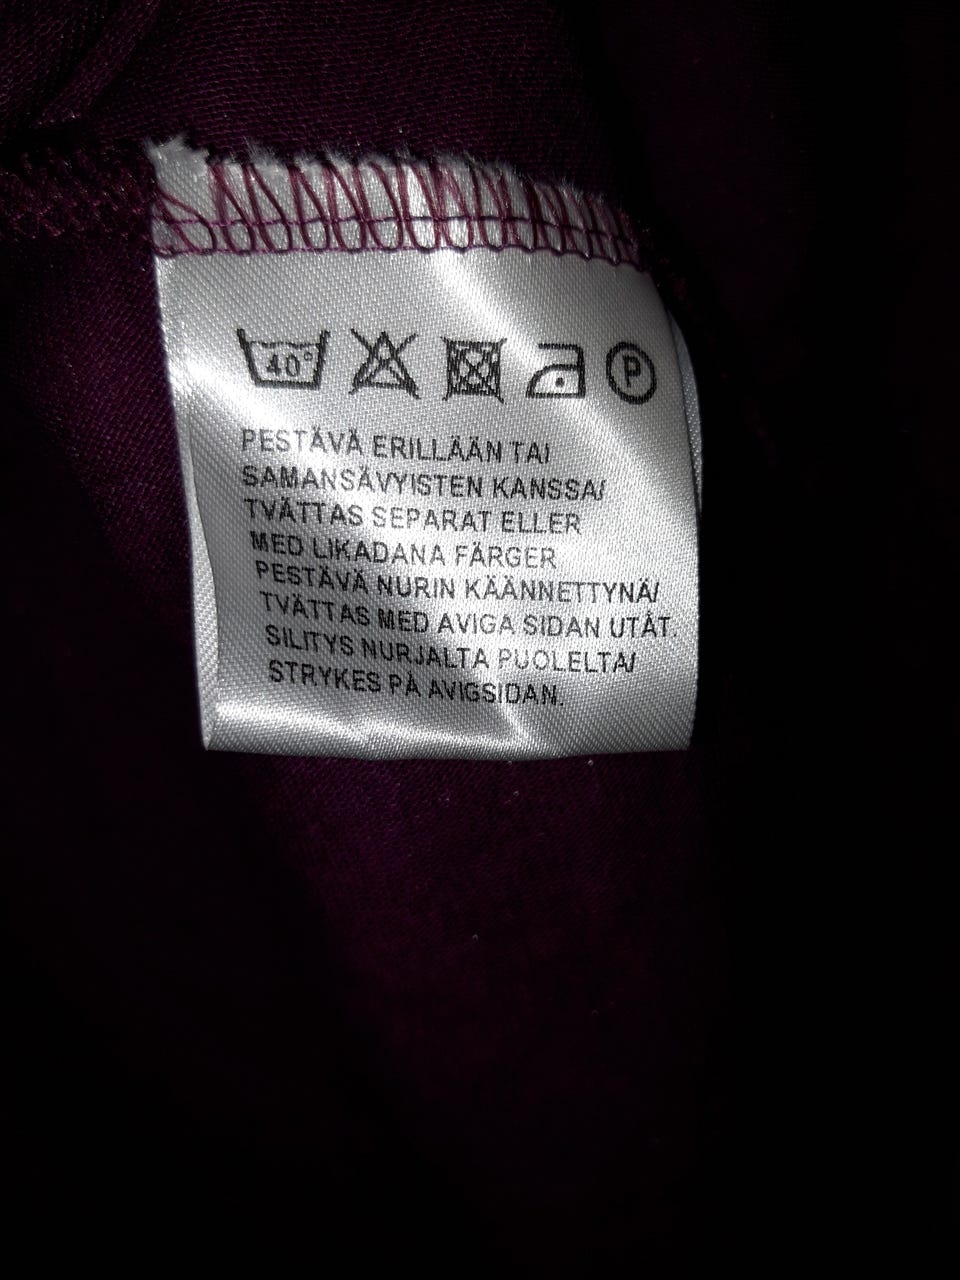 40° P
PESTÄVÄ ERILLÄÄN TAI
SAMANSÄVYISTEN KANSSA/
TVÄTTAS SEPARAT ELLER
MED LIKADANA FÄRGER
PESTÄVÄ NURIN KÄÄNNETTYNÄ/
TVÄTTAS MED AVIGA SIDAN UTÅT.
SILITYS NURJALTA PUOLELTA/
STRYKES PÅ AVIGSIDAN.